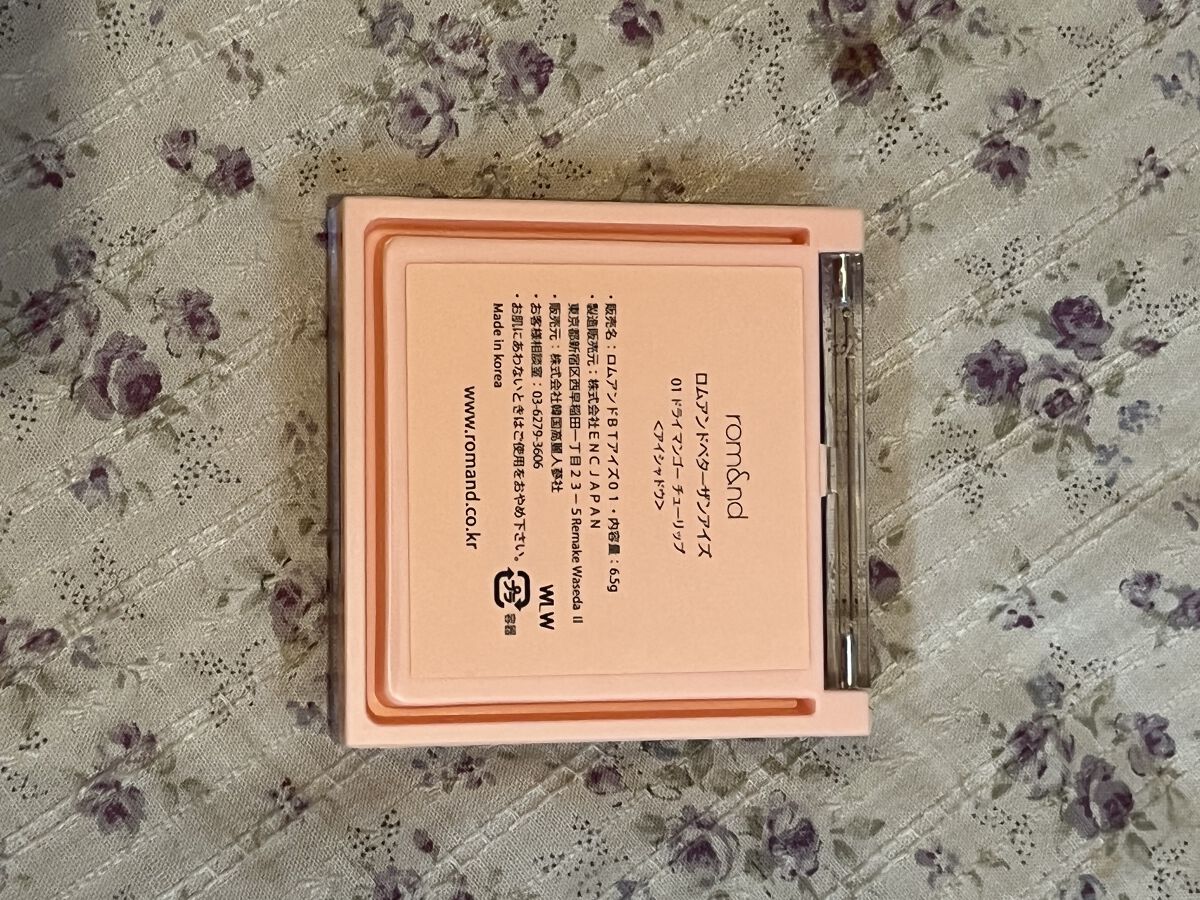 rom&nd
ロムアンドベターザンアイズ
01 ドライ マンゴー チューリップ
<アイシャドウ>
・販売名：ロムアンドBTアイズ01・内容量：6.5g
・製造販売元：株式会社ENC JAPAN
東京都新宿区西早稲田一丁目23-5 Remake Waseda II
・販売元：株式会社韓国高麗人蔘社
・お客様相談室：03-6279-3606
・お肌にあわないときはご使用をおやめ下さい。
Made in korea
WLW
容器
www.romand.co.kr